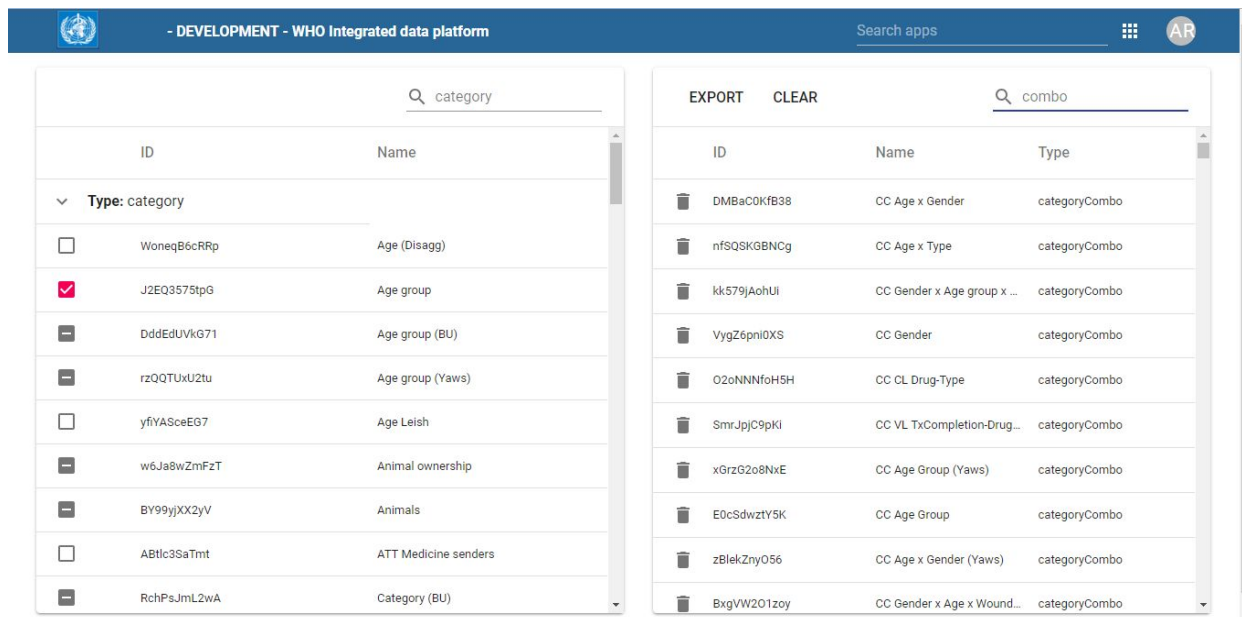 - DEVELOPMENT - WHO Integrated data platform
Search apps
AR
category
ID Name
Type: category
WoneqB6cRRp Age (Disagg)
J2EQ3575tpG Age group
DddEdUVkG71 Age group (BU)
rzQQTUxU2tu Age group (Yaws)
yfiYASceEG7 Age Leish
w6Ja8wZmFzT Animal ownership
BY99yjXX2yV Animals
ABtlc3SaTmt ATT Medicine senders
RchPsJmL2wA Category (BU)
EXPORT CLEAR combo
ID Name Type
DMBaC0KfB38 CC Age x Gender categoryCombo
nfSQSKGBNCg CC Age x Type categoryCombo
kk579jAohUi CC Gender x Age group x ... categoryCombo
VygZ6pni0XS CC Gender categoryCombo
O2oNNNfoH5H CC CL Drug-Type categoryCombo
SmrJpjC9pKi CC VL TxCompletion-Drug... categoryCombo
xGrzG2o8NxE CC Age Group (Yaws) categoryCombo
E0cSdwztY5K CC Age Group categoryCombo
zBlekZnyO56 CC Age x Gender (Yaws) categoryCombo
BxgVW2O1zoy CC Gender x Age x Wound... categoryCombo